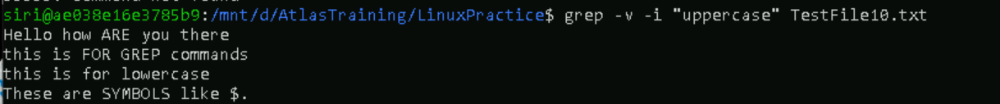 siri@ae038e16e3785b9:/mnt/d/AtlasTraining/LinuxPractice$ grep -v -i "uppercase" TestFile10.txt
Hello how ARE you there
this is FOR GREP commands
this is for lowercase
These are SYMBOLS like $.